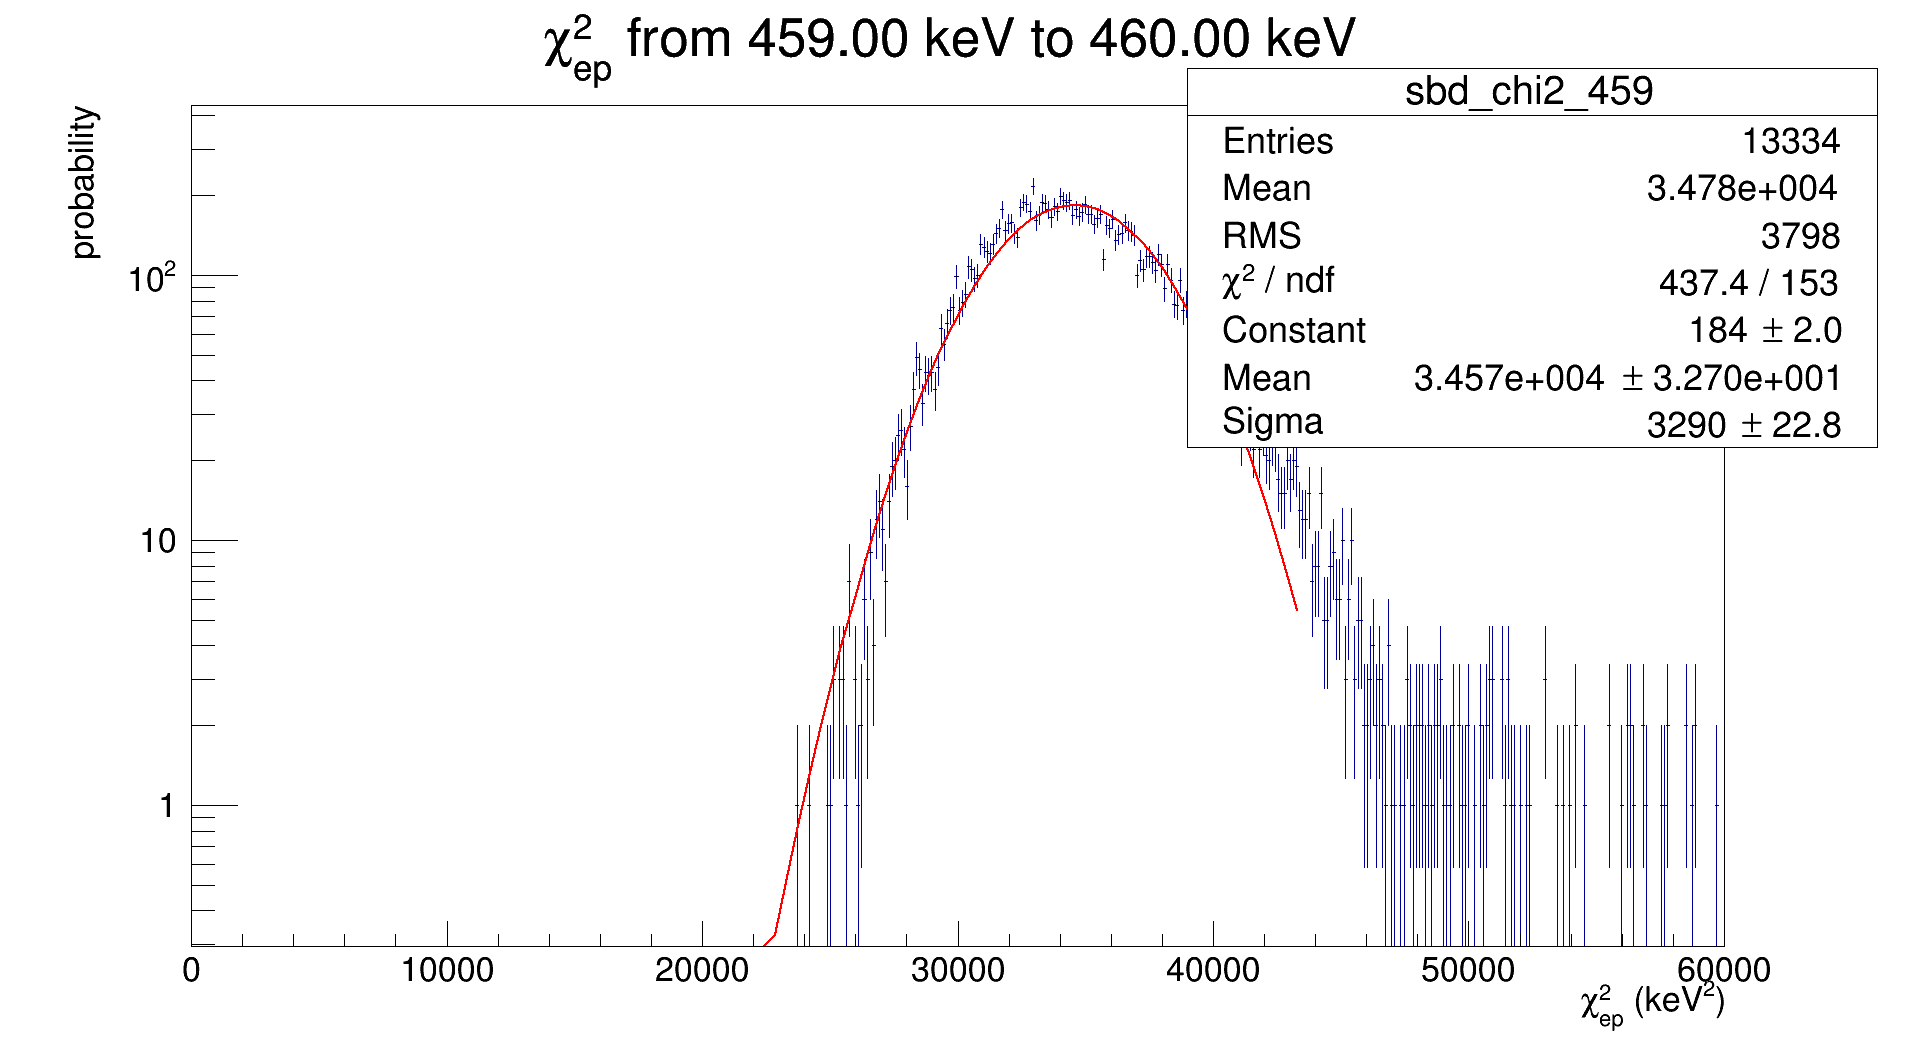 χ²ep from 459.00 keV to 460.00 keV
probability
sbd_chi2_459
Entries 13334
Mean 3.478e+004
RMS 3798
χ² / ndf 437.4 / 153
Constant 184 ± 2.0
Mean 3.457e+004 ± 3.270e+001
Sigma 3290 ± 22.8
10²
10
1
0 10000 20000 30000 40000 50000 60000
χ²ep (keV²)